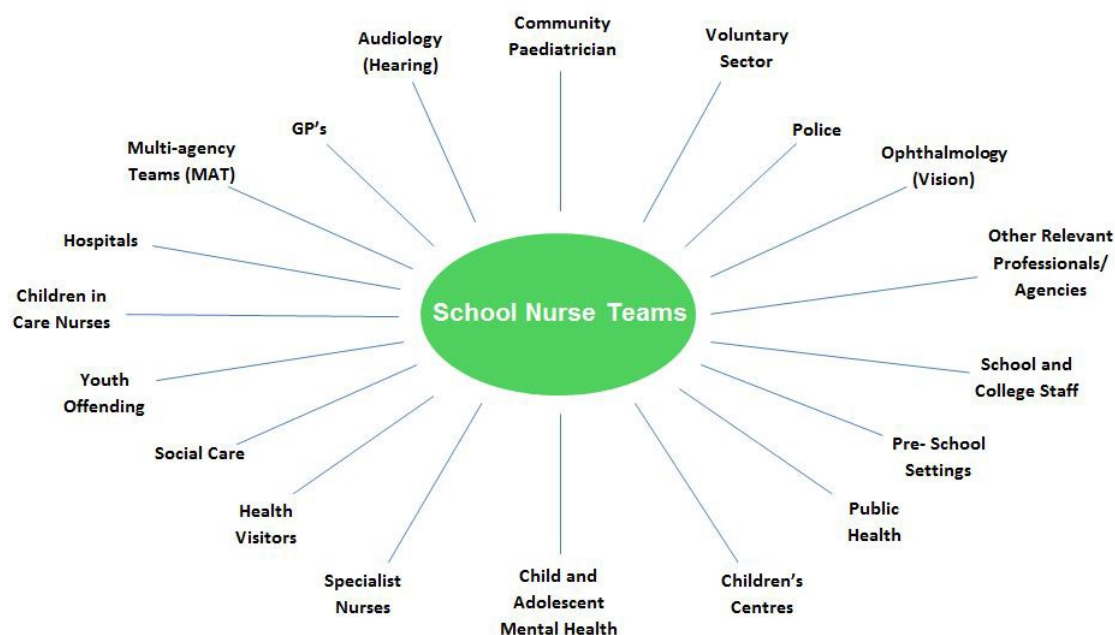 Community
Paediatrician
Voluntary
Sector
Police
Ophthalmology
(Vision)
Other Relevant
Professionals/
Agencies
School and
College Staff
Pre- School
Settings
Public
Health
Children's
Centres
Child and
Adolescent
Mental Health
Specialist
Nurses
Health
Visitors
Social Care
Youth
Offending
Children in
Care Nurses
Hospitals
Multi-agency
Teams (MAT)
GP's
Audiology
(Hearing)
School Nurse Teams